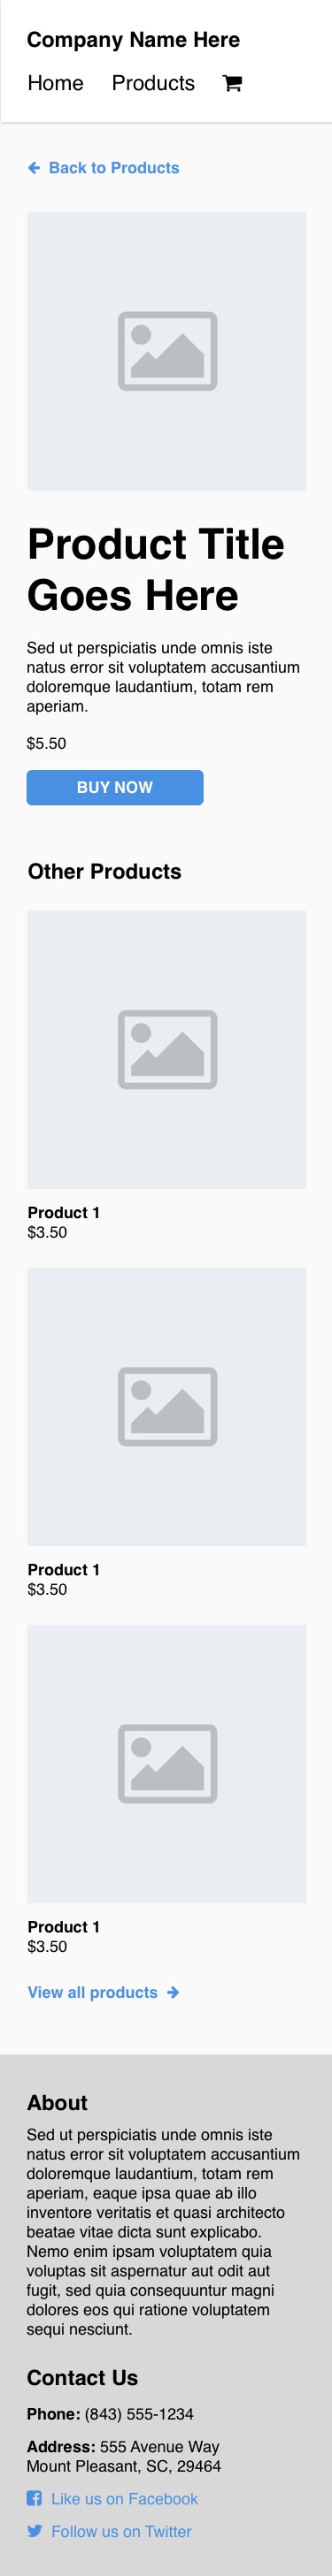 Company Name Here
Home Products
Back to Products
Product Title
Goes Here
Sed ut perspiciatis unde omnis iste
natus error sit voluptatem accusantium
doloremque laudantium, totam rem
aperiam.
$5.50
BUY NOW
Other Products
Product 1
$3.50
Product 1
$3.50
Product 1
$3.50
View all products
About
Sed ut perspiciatis unde omnis iste
natus error sit voluptatem accusantium
doloremque laudantium, totam rem
aperiam, eaque ipsa quae ab illo
inventore veritatis et quasi architecto
beatae vitae dicta sunt explicabo.
Nemo enim ipsam voluptatem quia
voluptas sit aspernatur aut odit aut
fugit, sed quia consequuntur magni
dolores eos qui ratione voluptatem
sequi nesciunt.
Contact Us
Phone: (843) 555-1234
Address: 555 Avenue Way
Mount Pleasant, SC, 29464
Like us on Facebook
Follow us on Twitter